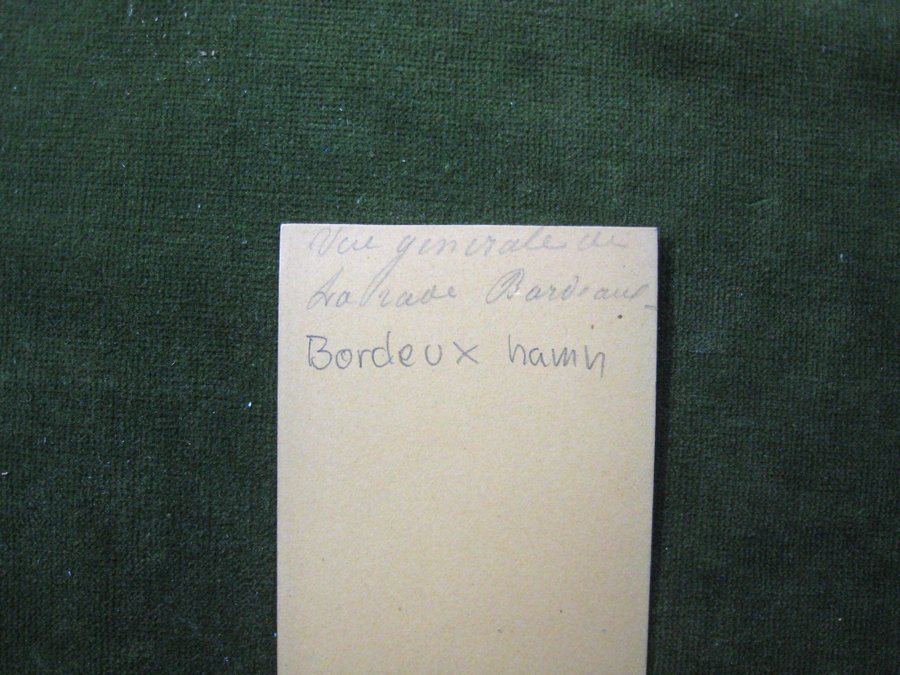 Vue generale de
La rade Bordeaux
Bordeux hamn